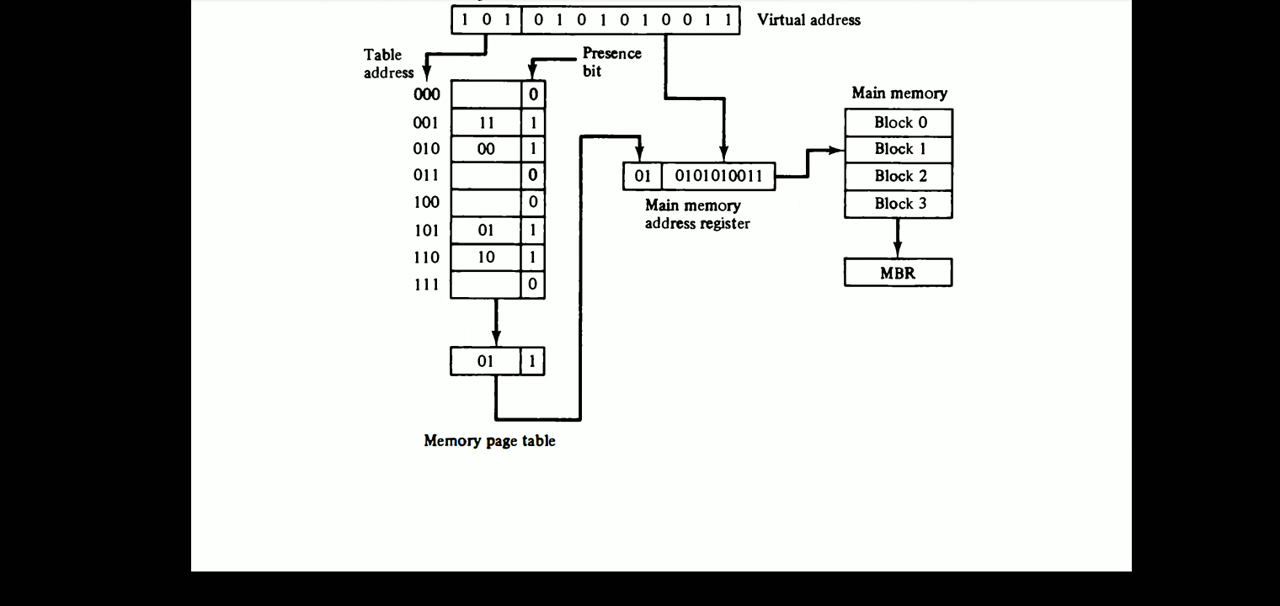 1 0 1 0 1 0 1 0 1 0 0 1 1 Virtual address
Table
address
Presence
bit
000 0
001 11 1
010 00 1
011 0
100 0
101 01 1
110 10 1
111 0
01 1
Memory page table
01 0101010011
Main memory
address register
Main memory
Block 0
Block 1
Block 2
Block 3
MBR